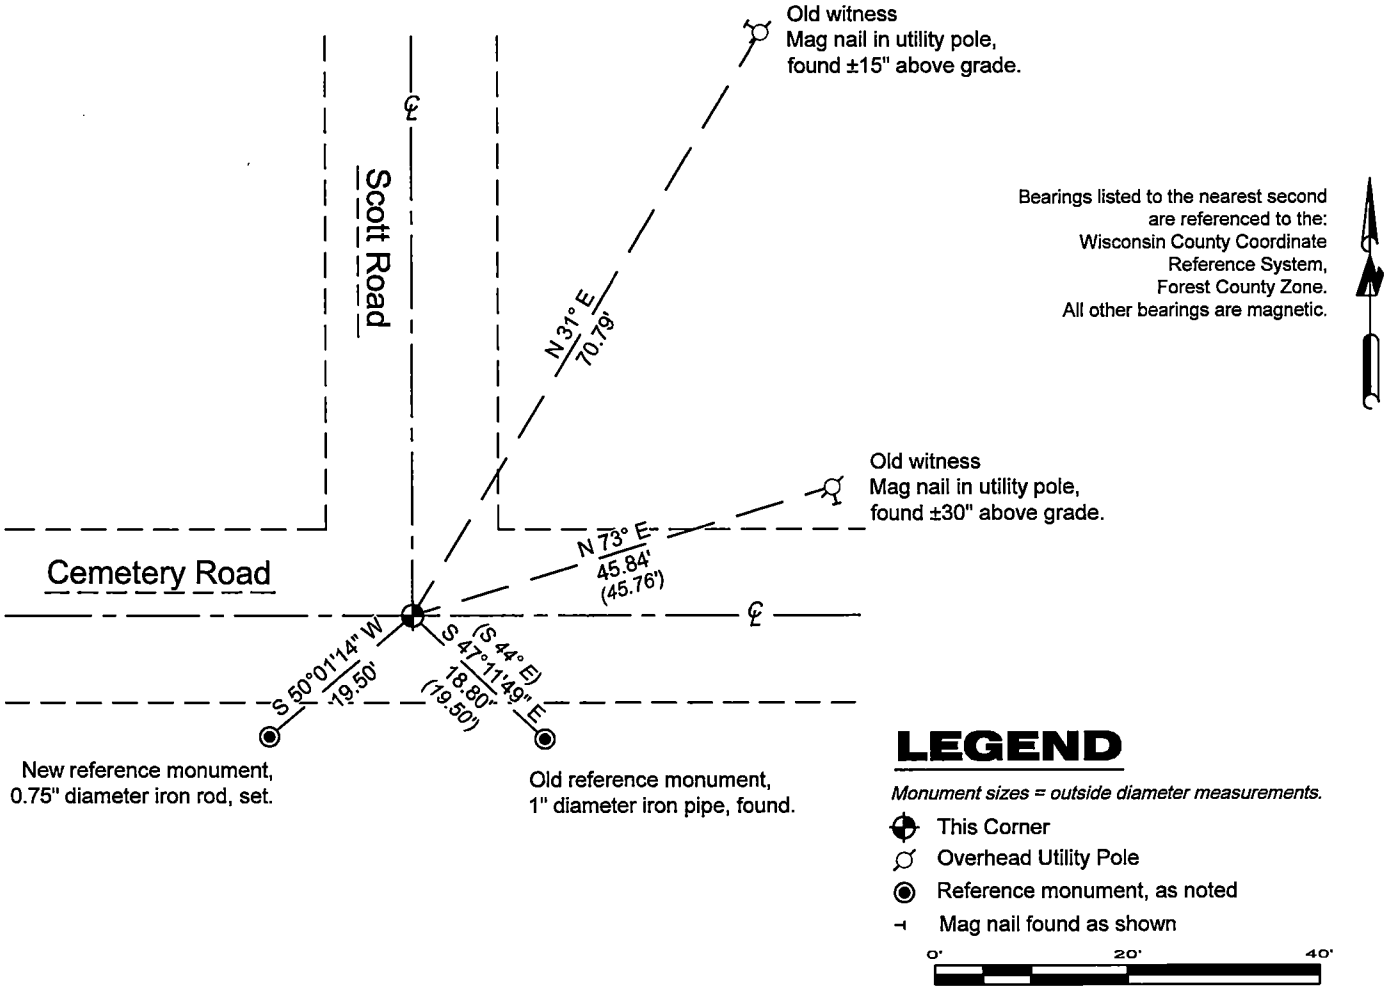 Old witness
Mag nail in utility pole,
found ±15" above grade.
℄
Scott Road
Bearings listed to the nearest second
are referenced to the:
Wisconsin County Coordinate
Reference System,
Forest County Zone.
All other bearings are magnetic.
N 31° E
70.79'
Old witness
Mag nail in utility pole,
found ±30" above grade.
N 73° E
45.84'
(45.76')
Cemetery Road
℄
S 50°01'14" W
19.50'
(S 44° E)
S 47°11'49" E
18.80'
(19.50')
New reference monument,
0.75" diameter iron rod, set.
Old reference monument,
1" diameter iron pipe, found.
LEGEND
Monument sizes = outside diameter measurements.
This Corner
Overhead Utility Pole
Reference monument, as noted
Mag nail found as shown
0' 20' 40'